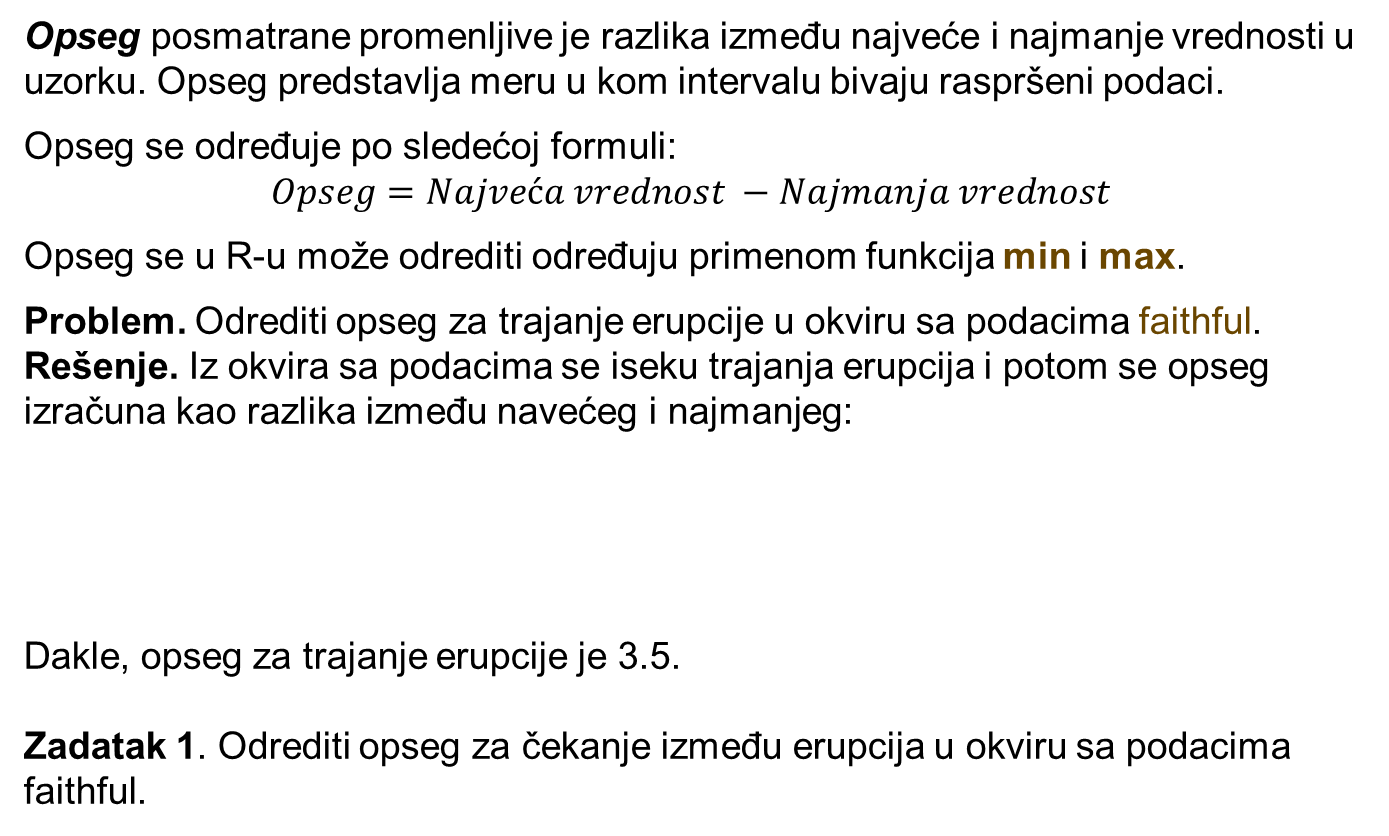 Opseg posmatrane promenljive je razlika između najveće i najmanje vrednosti u
uzorku. Opseg predstavlja meru u kom intervalu bivaju raspršeni podaci.
Opseg se određuje po sledećoj formuli:
Opseg = Najveća vrednost − Najmanja vrednost
Opseg se u R-u može odrediti određuju primenom funkcija min i max.
Problem. Odrediti opseg za trajanje erupcije u okviru sa podacima faithful.
Rešenje. Iz okvira sa podacima se iseku trajanja erupcija i potom se opseg
izračuna kao razlika između navećeg i najmanjeg:
Dakle, opseg za trajanje erupcije je 3.5.
Zadatak 1. Odrediti opseg za čekanje između erupcija u okviru sa podacima
faithful.